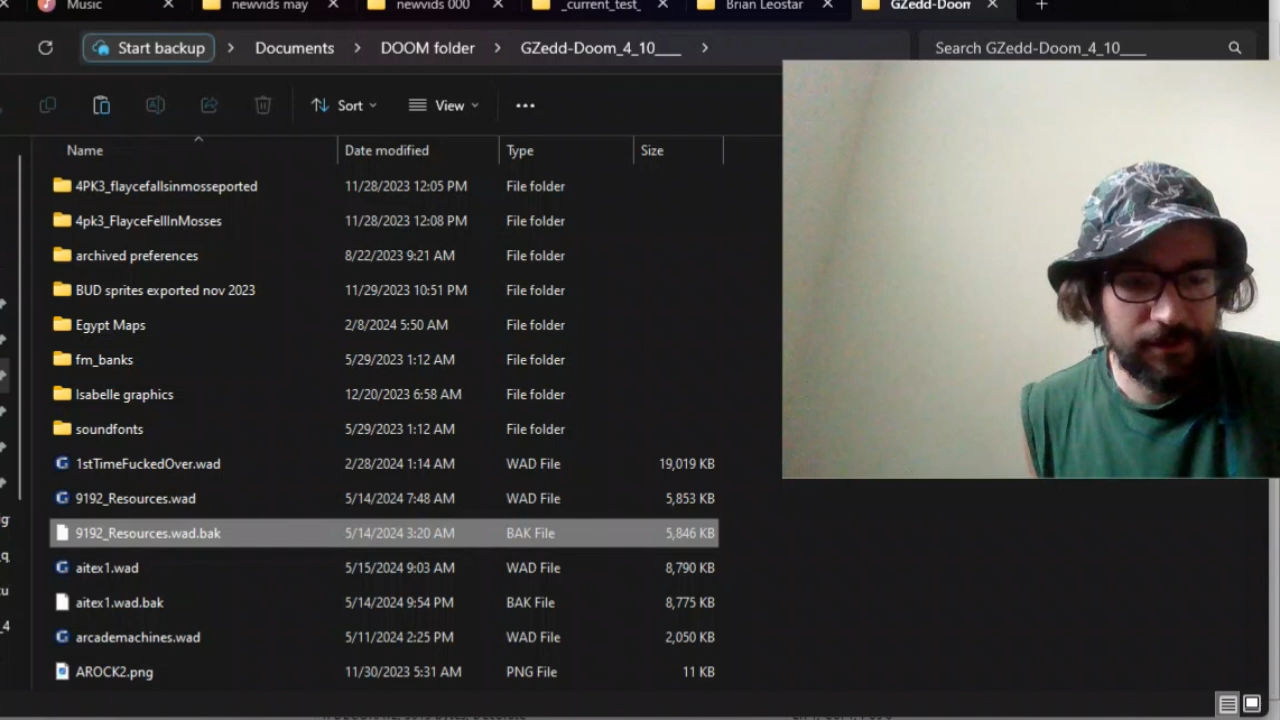 Music newvids may newvids 000 _current_test_ Brian Leostar GZedd-Doom
Start backup > Documents > DOOM folder > GZedd-Doom_4_10____ > Search GZedd-Doom_4_10____
Sort View
Name Date modified Type Size
4PK3_flaycefallsinmosseported 11/28/2023 12:05 PM File folder
4pk3_FlayceFellInMosses 11/28/2023 12:08 PM File folder
archived preferences 8/22/2023 9:21 AM File folder
BUD sprites exported nov 2023 11/29/2023 10:51 PM File folder
Egypt Maps 2/8/2024 5:50 AM File folder
fm_banks 5/29/2023 1:12 AM File folder
Isabelle graphics 12/20/2023 6:58 AM File folder
soundfonts 5/29/2023 1:12 AM File folder
1stTimeFuckedOver.wad 2/28/2024 1:14 AM WAD File 19,019 KB
9192_Resources.wad 5/14/2024 7:48 AM WAD File 5,853 KB
9192_Resources.wad.bak 5/14/2024 3:20 AM BAK File 5,846 KB
aitex1.wad 5/15/2024 9:03 AM WAD File 8,790 KB
aitex1.wad.bak 5/14/2024 9:54 PM BAK File 8,775 KB
arcademachines.wad 5/11/2024 2:25 PM WAD File 2,050 KB
AROCK2.png 11/30/2023 5:31 AM PNG File 11 KB